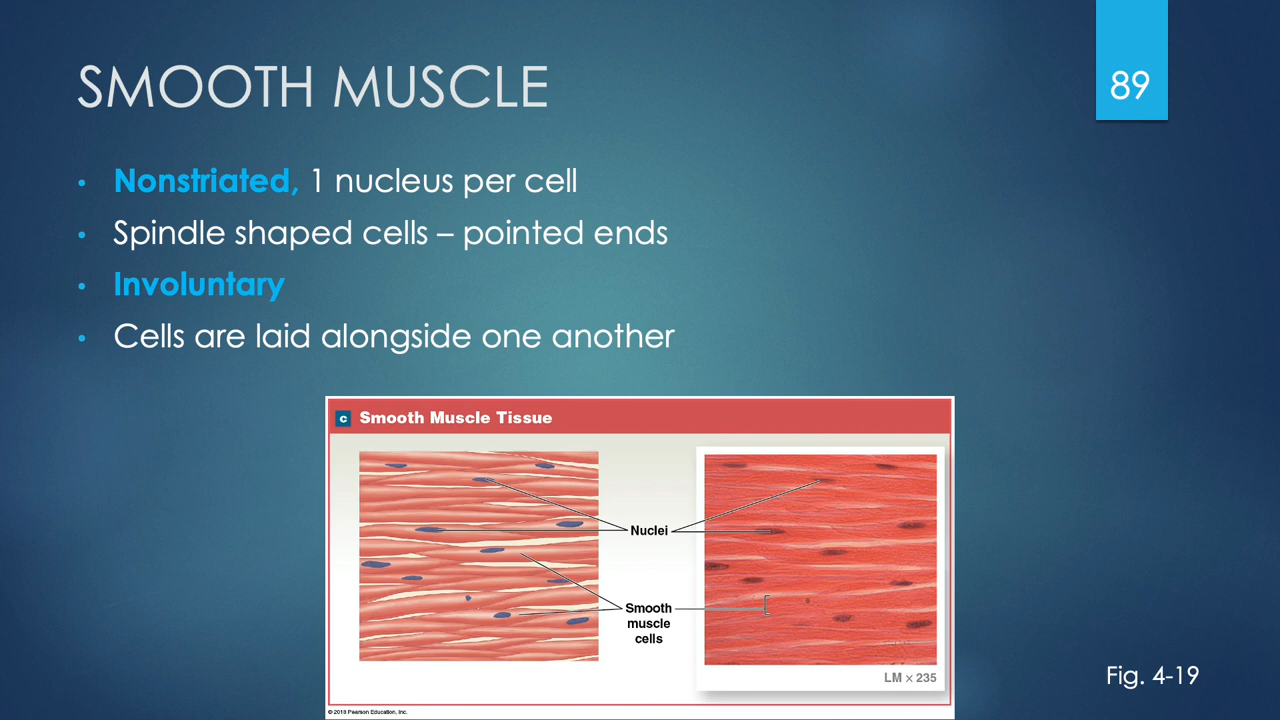 SMOOTH MUSCLE
89
• Nonstriated, 1 nucleus per cell
• Spindle shaped cells – pointed ends
• Involuntary
• Cells are laid alongside one another
c Smooth Muscle Tissue
Nuclei
Smooth
muscle
cells
LM × 235
© 2018 Pearson Education, Inc.
Fig. 4-19